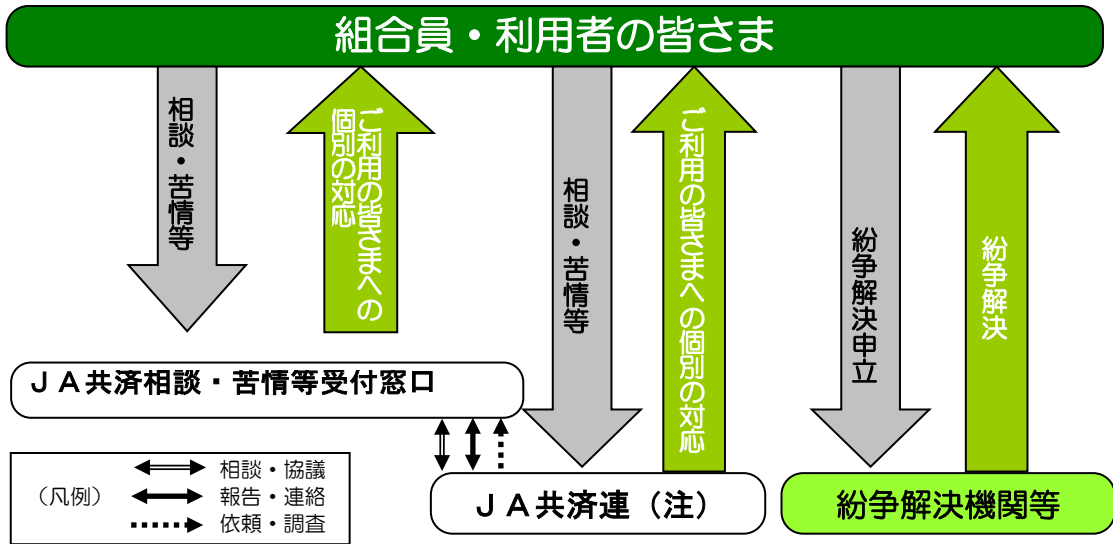 組合員・利用者の皆さま
相談・苦情等
ご利用の皆さまへの
個別の対応
相談・苦情等
ご利用の皆さまへの個別の対応
紛争解決申立
紛争解決
ＪＡ共済相談・苦情等受付窓口
（凡例）
相談・協議
報告・連絡
依頼・調査
ＪＡ共済連（注）
紛争解決機関等